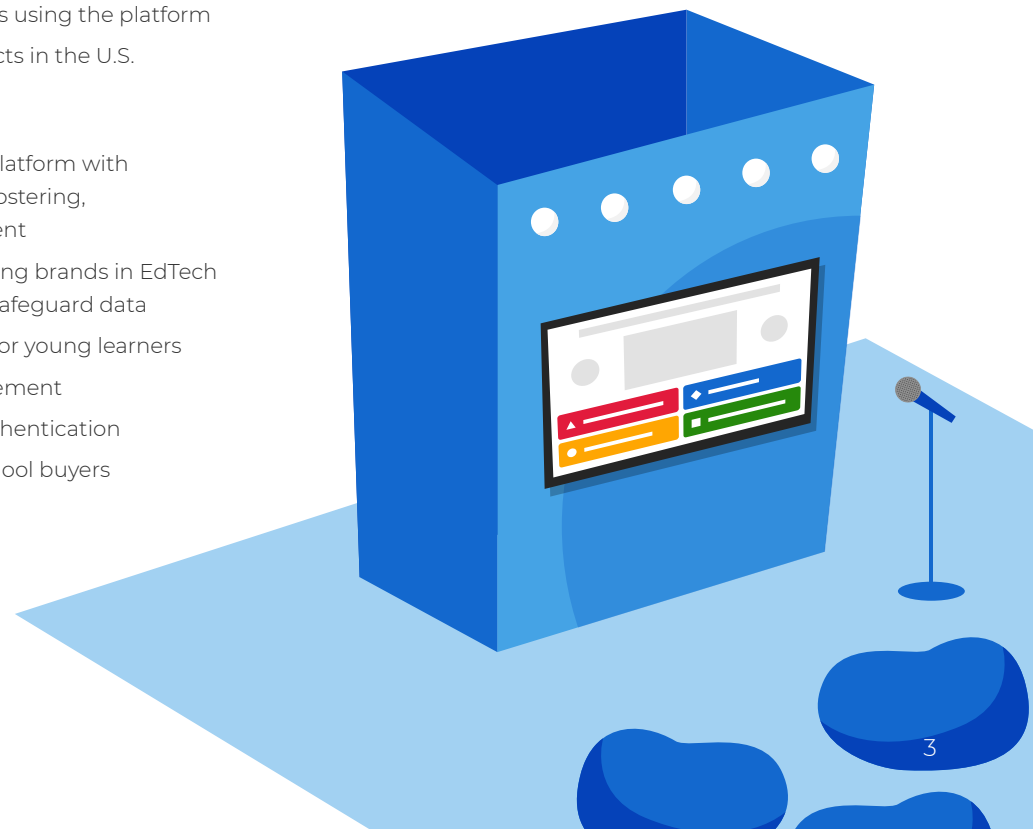 s using the platform
cts in the U.S.
latform with
ostering,
ent
ng brands in EdTech
afeguard data
or young learners
ement
hentication
ool buyers
3